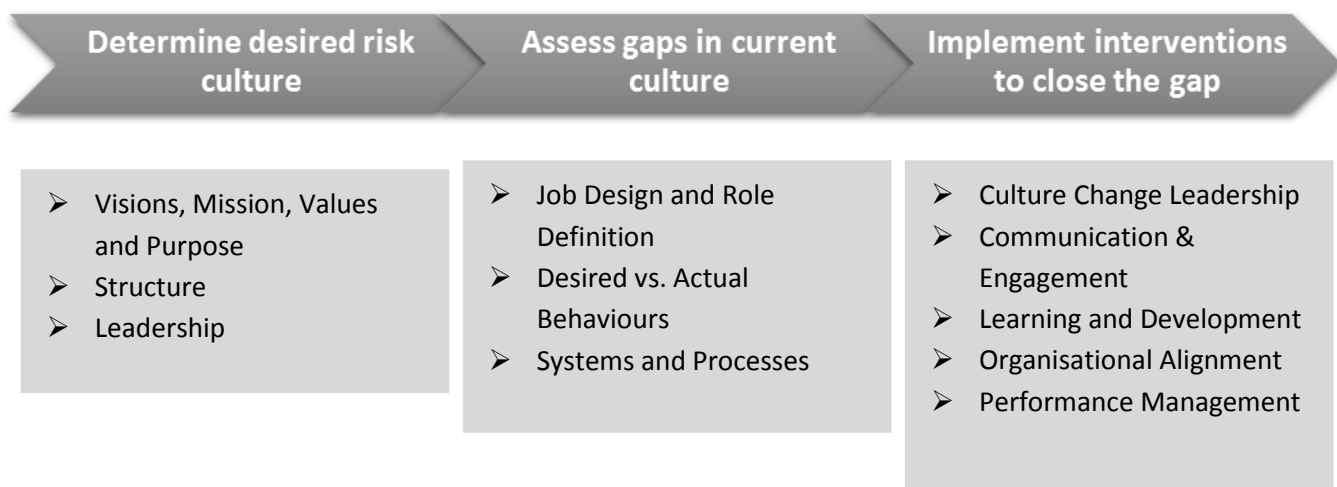 Determine desired risk
culture
Assess gaps in current
culture
Implement interventions
to close the gap
➢ Visions, Mission, Values
and Purpose
➢ Structure
➢ Leadership
➢ Job Design and Role
Definition
➢ Desired vs. Actual
Behaviours
➢ Systems and Processes
➢ Culture Change Leadership
➢ Communication &
Engagement
➢ Learning and Development
➢ Organisational Alignment
➢ Performance Management